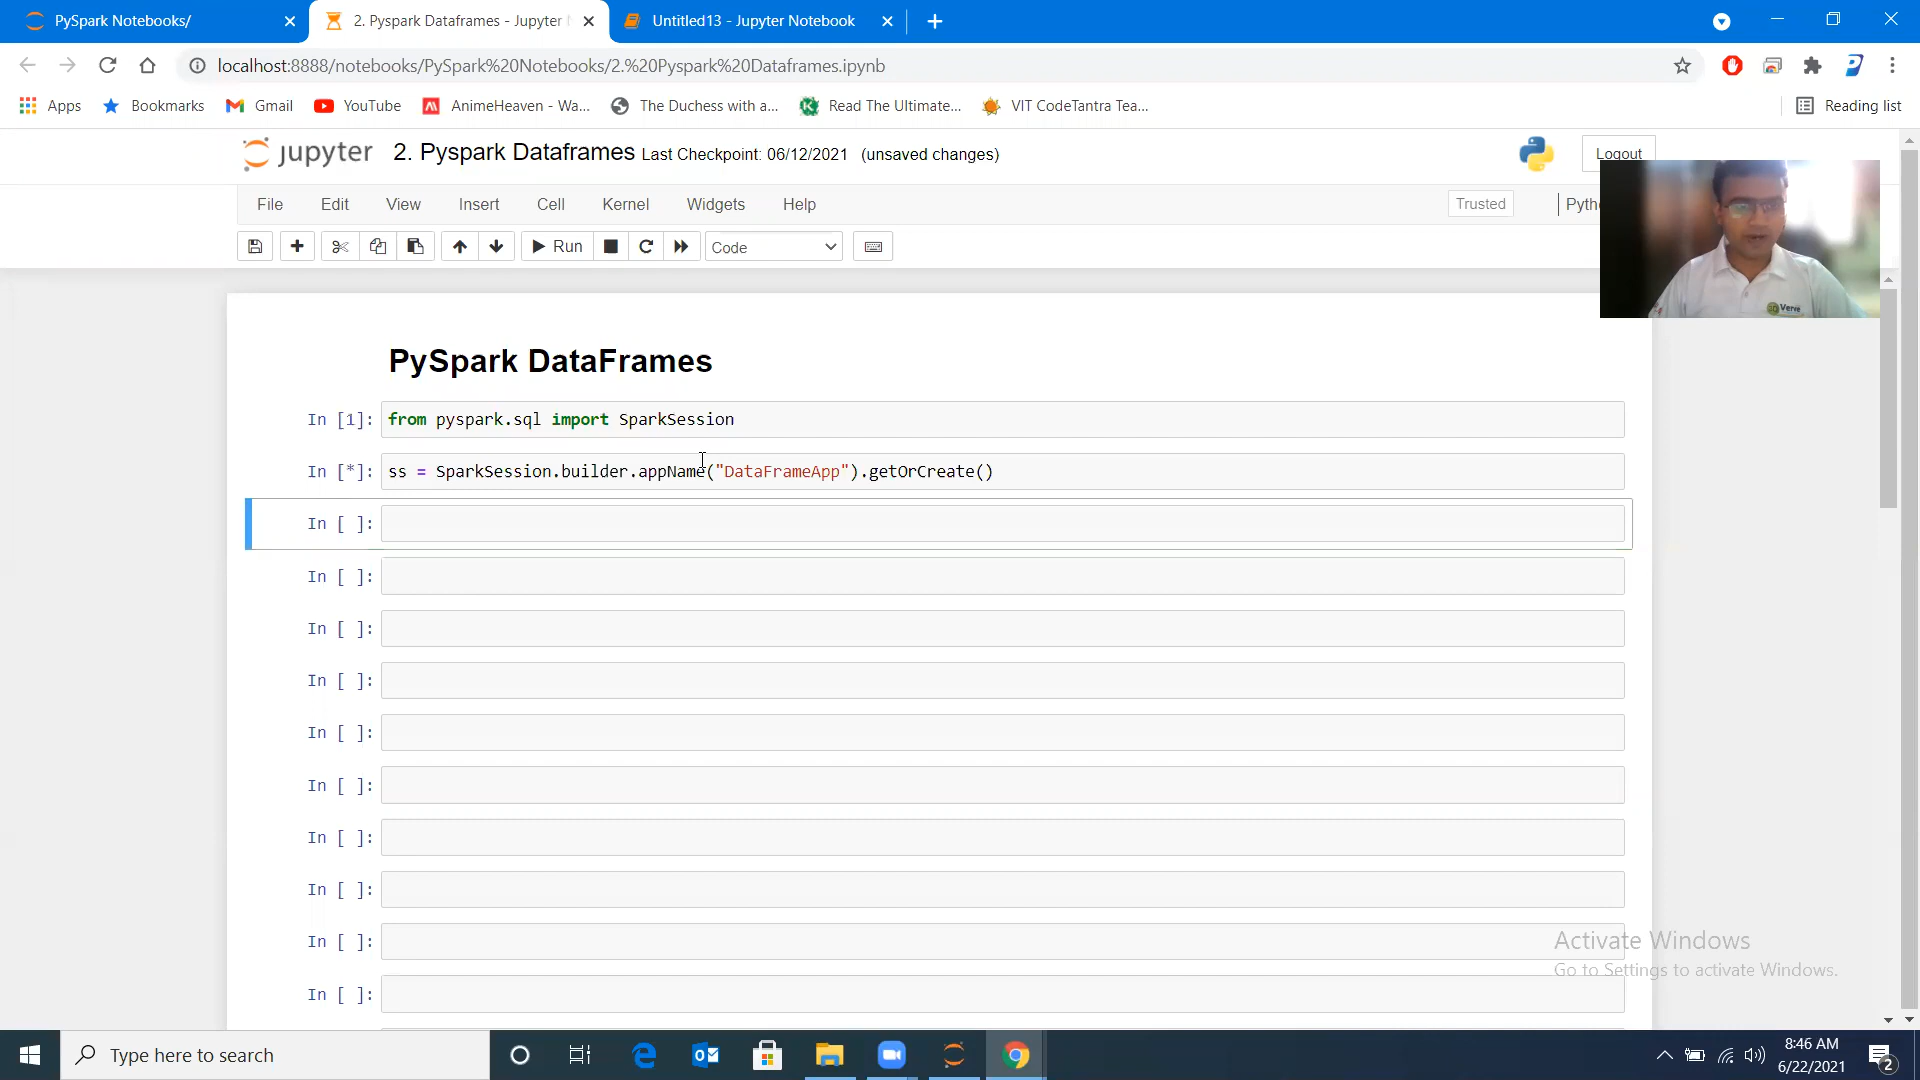 PySpark Notebooks/
2. Pyspark Dataframes - Jupyter
Untitled13 - Jupyter Notebook
localhost:8888/notebooks/PySpark%20Notebooks/2.%20Pyspark%20Dataframes.ipynb
Apps
Bookmarks
Gmail
YouTube
AnimeHeaven - Wa...
The Duchess with a...
Read The Ultimate...
VIT CodeTantra Tea...
Reading list
jupyter
2. Pyspark Dataframes Last Checkpoint: 06/12/2021 (unsaved changes)
Logout
File
Edit
View
Insert
Cell
Kernel
Widgets
Help
Trusted
Run
Code
PySpark DataFrames
In [1]: from pyspark.sql import SparkSession
In [*]: ss = SparkSession.builder.appName("DataFrameApp").getOrCreate()
In [ ]:
In [ ]:
In [ ]:
In [ ]:
In [ ]:
In [ ]:
In [ ]:
In [ ]:
In [ ]:
In [ ]:
Activate Windows
Go to Settings to activate Windows.
Type here to search
8:46 AM
6/22/2021
2